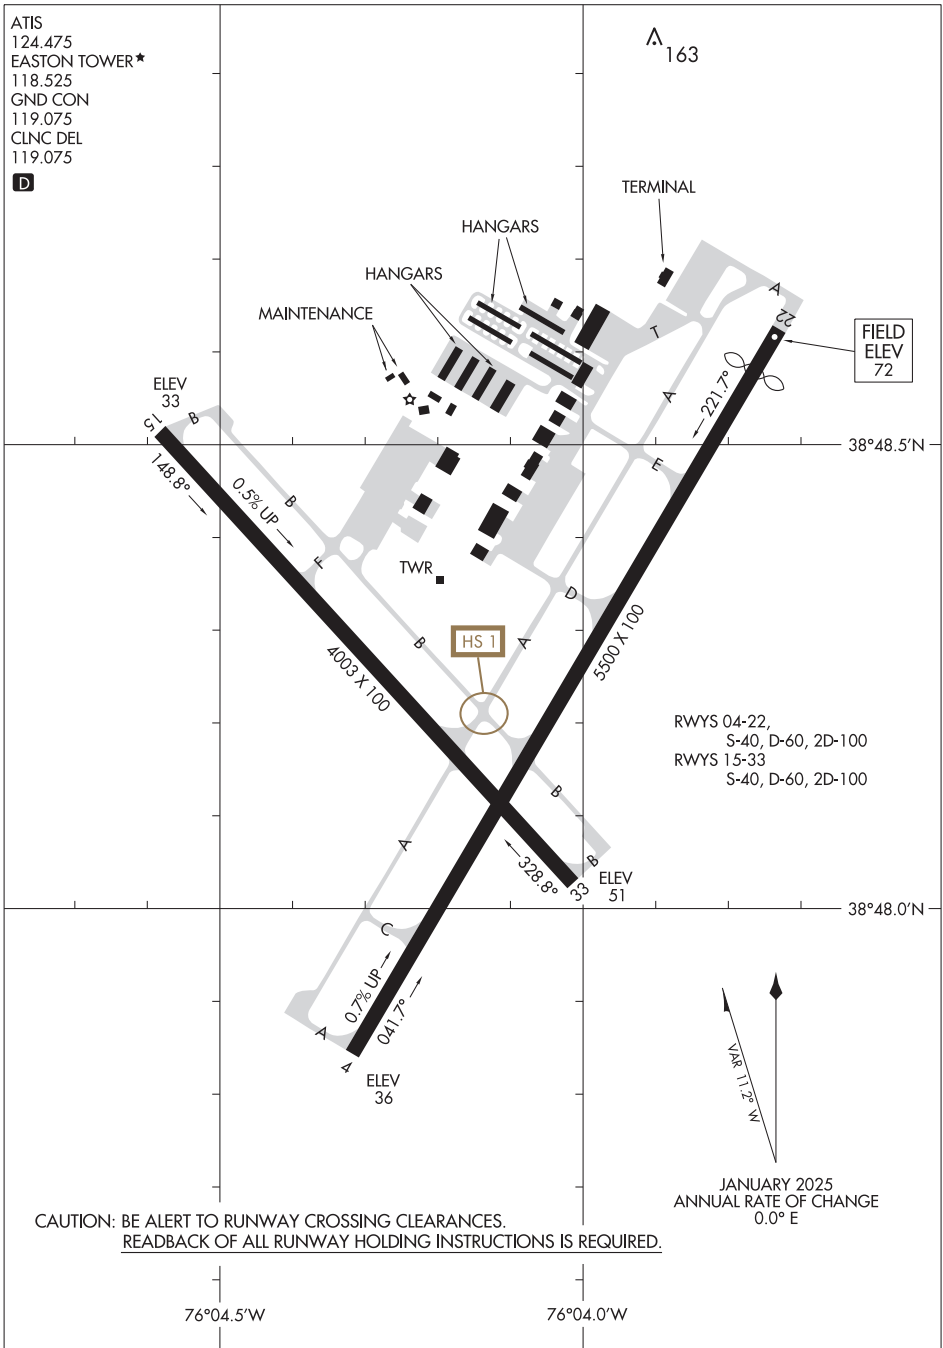 ATIS
124.475
EASTON TOWER★
118.525
GND CON
119.075
CLNC DEL
119.075
D
163
TERMINAL
HANGARS
HANGARS
MAINTENANCE
A
22
FIELD
ELEV
72
T
221.7°
A
ELEV
33
15
B
38°48.5'N
E
148.8°
0.5% UP
B
F
TWR
D
HS 1
B
A
5500 X 100
4003 X 100
RWYS 04-22,
S-40, D-60, 2D-100
RWYS 15-33
S-40, D-60, 2D-100
B
A
328.8°
B
33
ELEV
51
38°48.0'N
C
0.7% UP
041.7°
A
4
ELEV
36
VAR 11.2° W
JANUARY 2025
ANNUAL RATE OF CHANGE
0.0° E
CAUTION: BE ALERT TO RUNWAY CROSSING CLEARANCES.
READBACK OF ALL RUNWAY HOLDING INSTRUCTIONS IS REQUIRED.
76°04.5'W
76°04.0'W